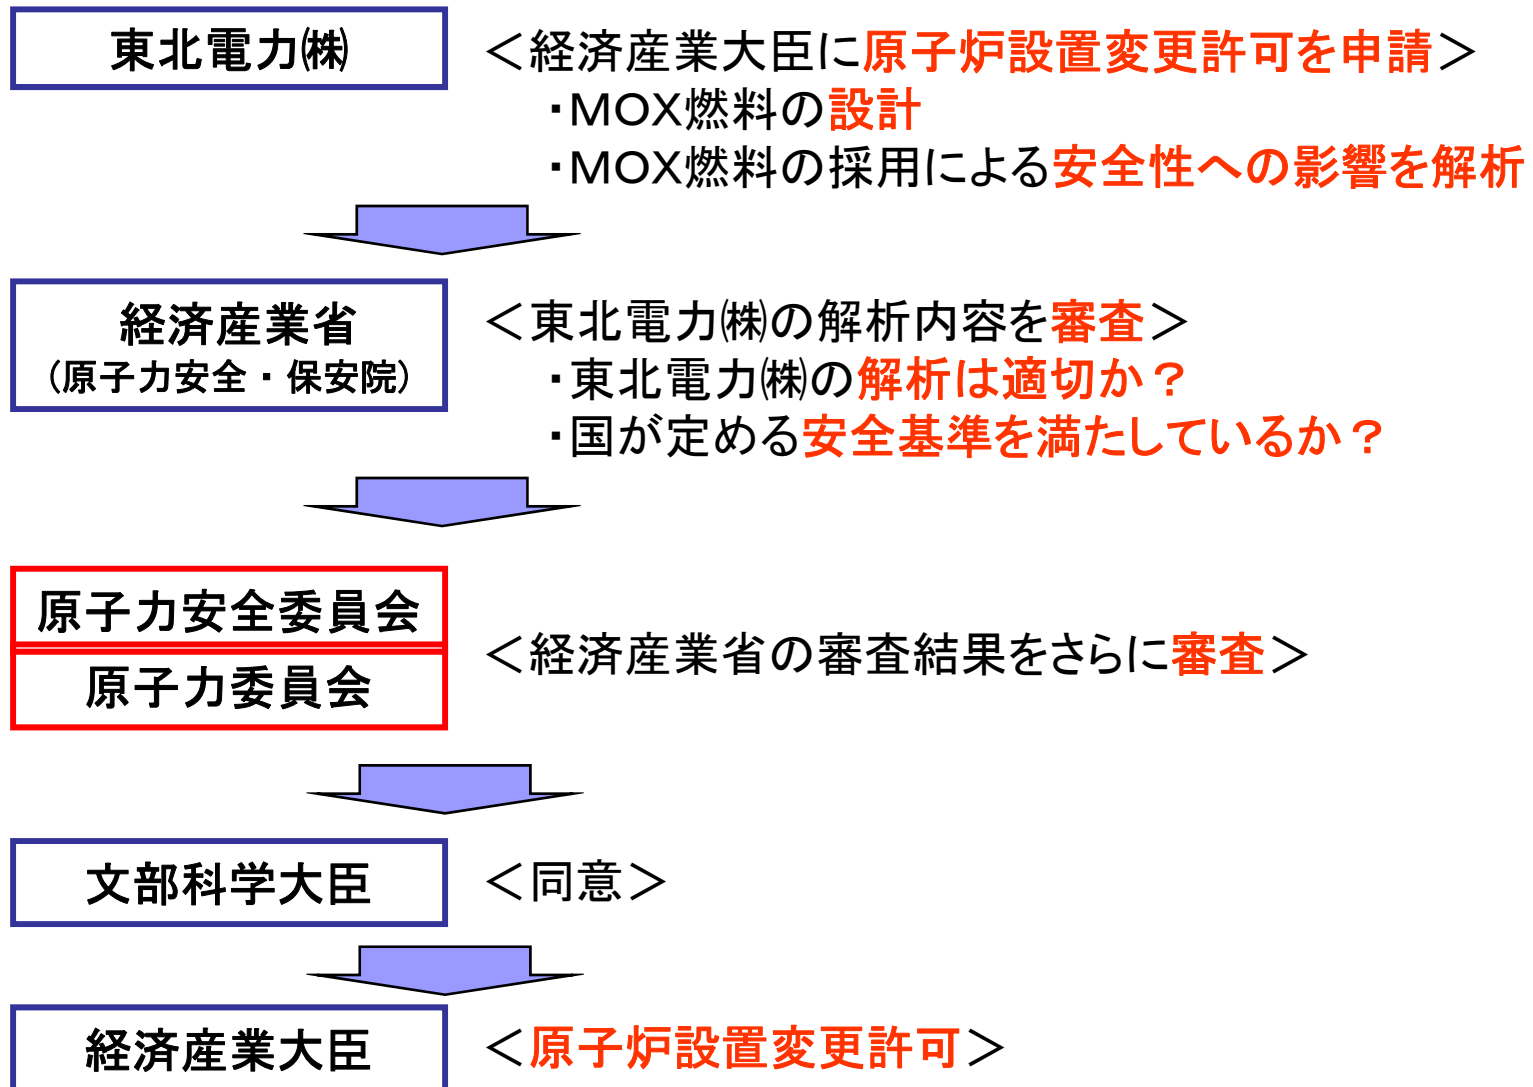 東北電力㈱
＜経済産業大臣に原子炉設置変更許可を申請＞
・ＭＯＸ燃料の設計
・ＭＯＸ燃料の採用による安全性への影響を解析
経済産業省
（原子力安全・保安院）
＜東北電力㈱の解析内容を審査＞
・東北電力㈱の解析は適切か？
・国が定める安全基準を満たしているか？
原子力安全委員会
原子力委員会
＜経済産業省の審査結果をさらに審査＞
文部科学大臣
＜同意＞
経済産業大臣
＜原子炉設置変更許可＞